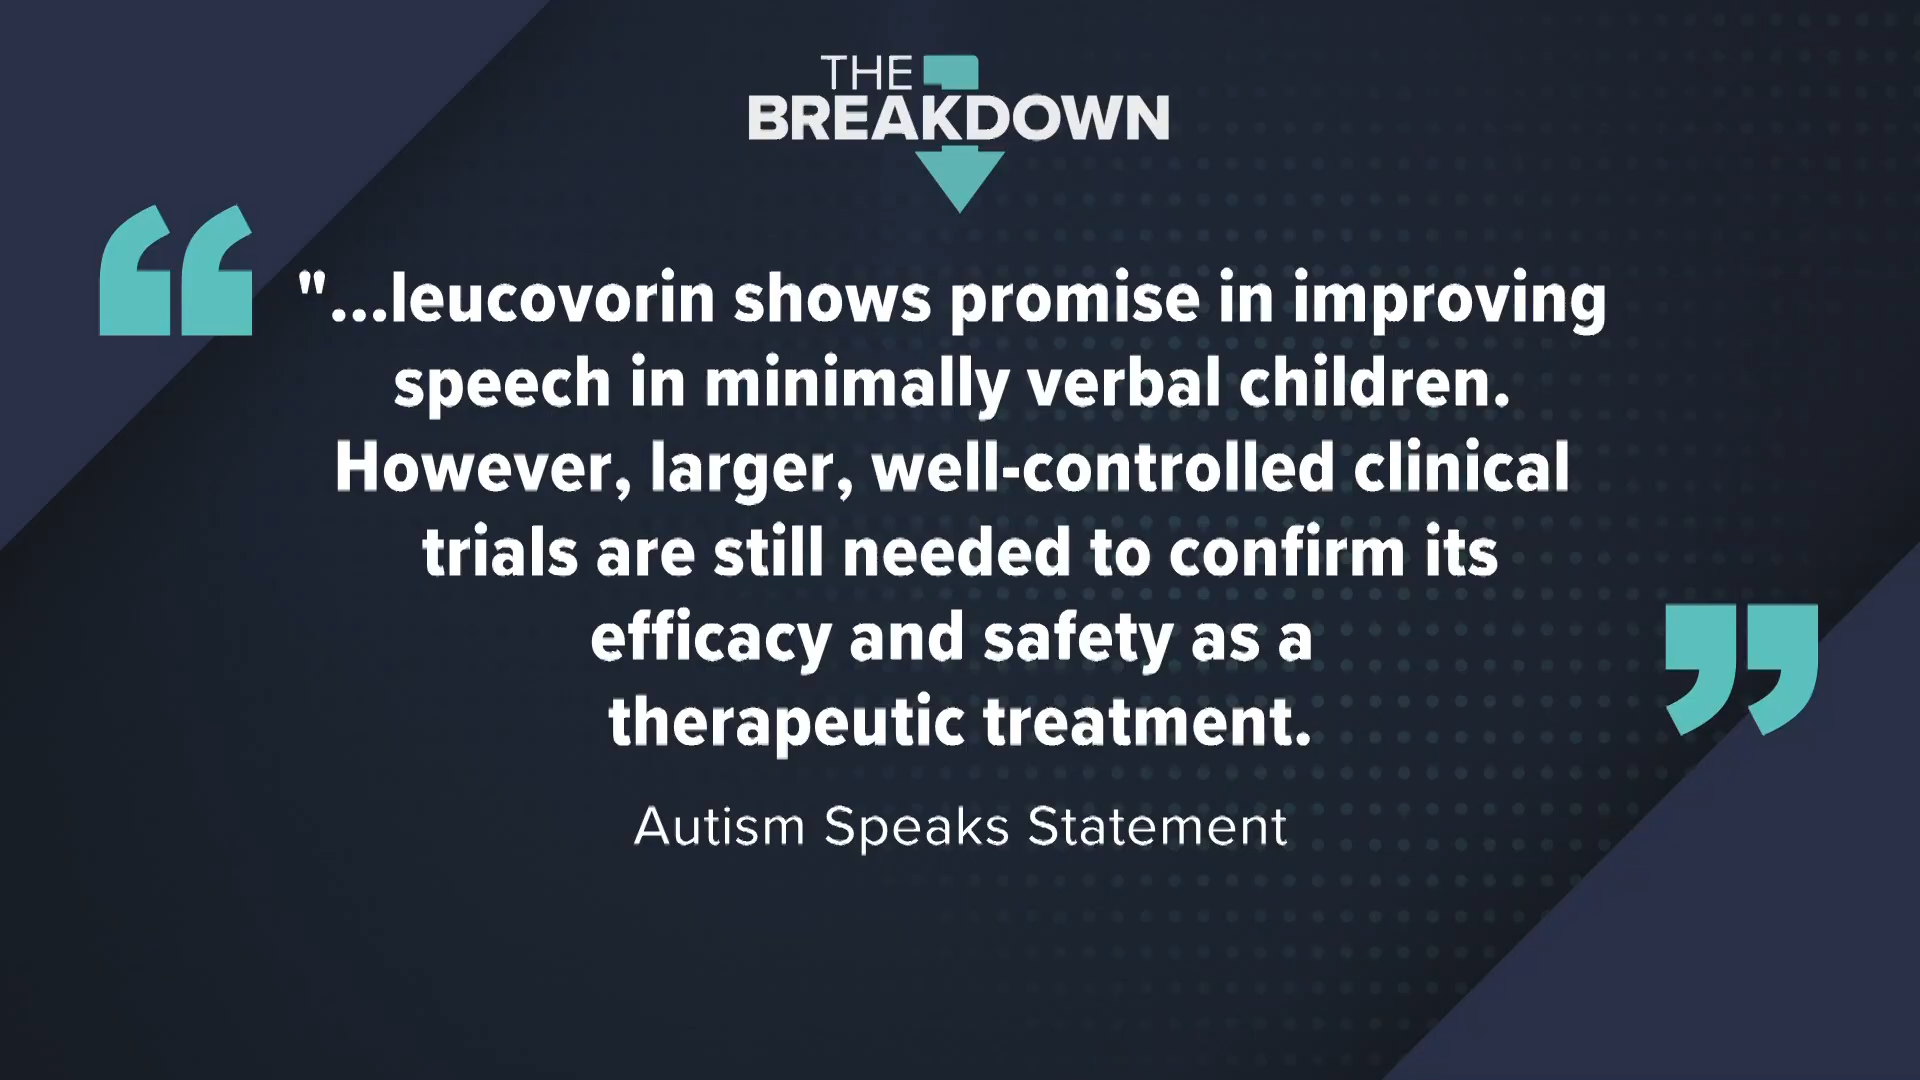 THE
BREAKDOWN
"...leucovorin shows promise in improving
speech in minimally verbal children.
However, larger, well-controlled clinical
trials are still needed to confirm its
efficacy and safety as a
therapeutic treatment.
Autism Speaks Statement